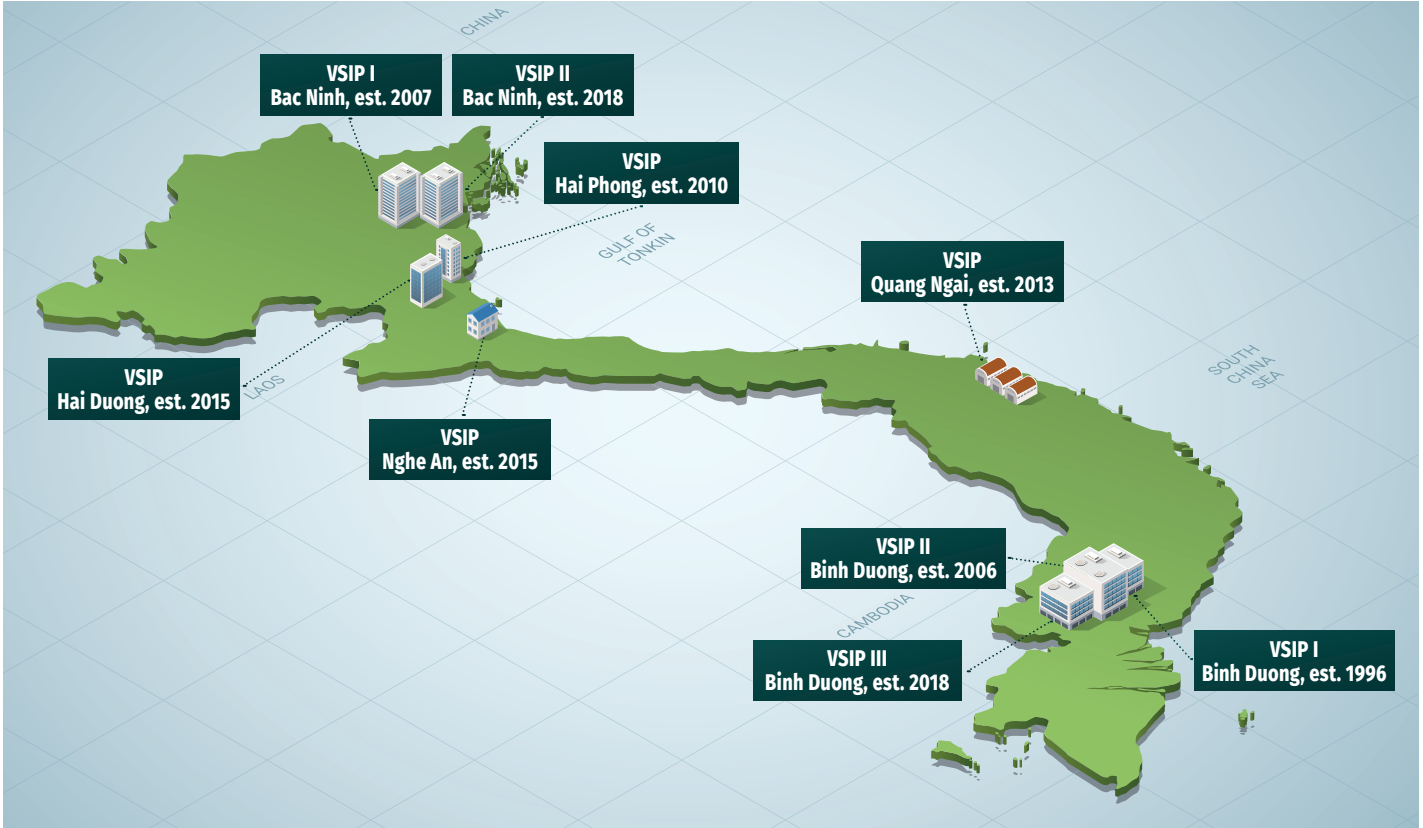 CHINA
VSIP I
Bac Ninh, est. 2007
VSIP II
Bac Ninh, est. 2018
VSIP
Hai Phong, est. 2010
GULF OF
TONKIN
VSIP
Quang Ngai, est. 2013
SOUTH
CHINA
SEA
VSIP
Hai Duong, est. 2015
LAOS
VSIP
Nghe An, est. 2015
VSIP II
Binh Duong, est. 2006
CAMBODIA
VSIP III
Binh Duong, est. 2018
VSIP I
Binh Duong, est. 1996